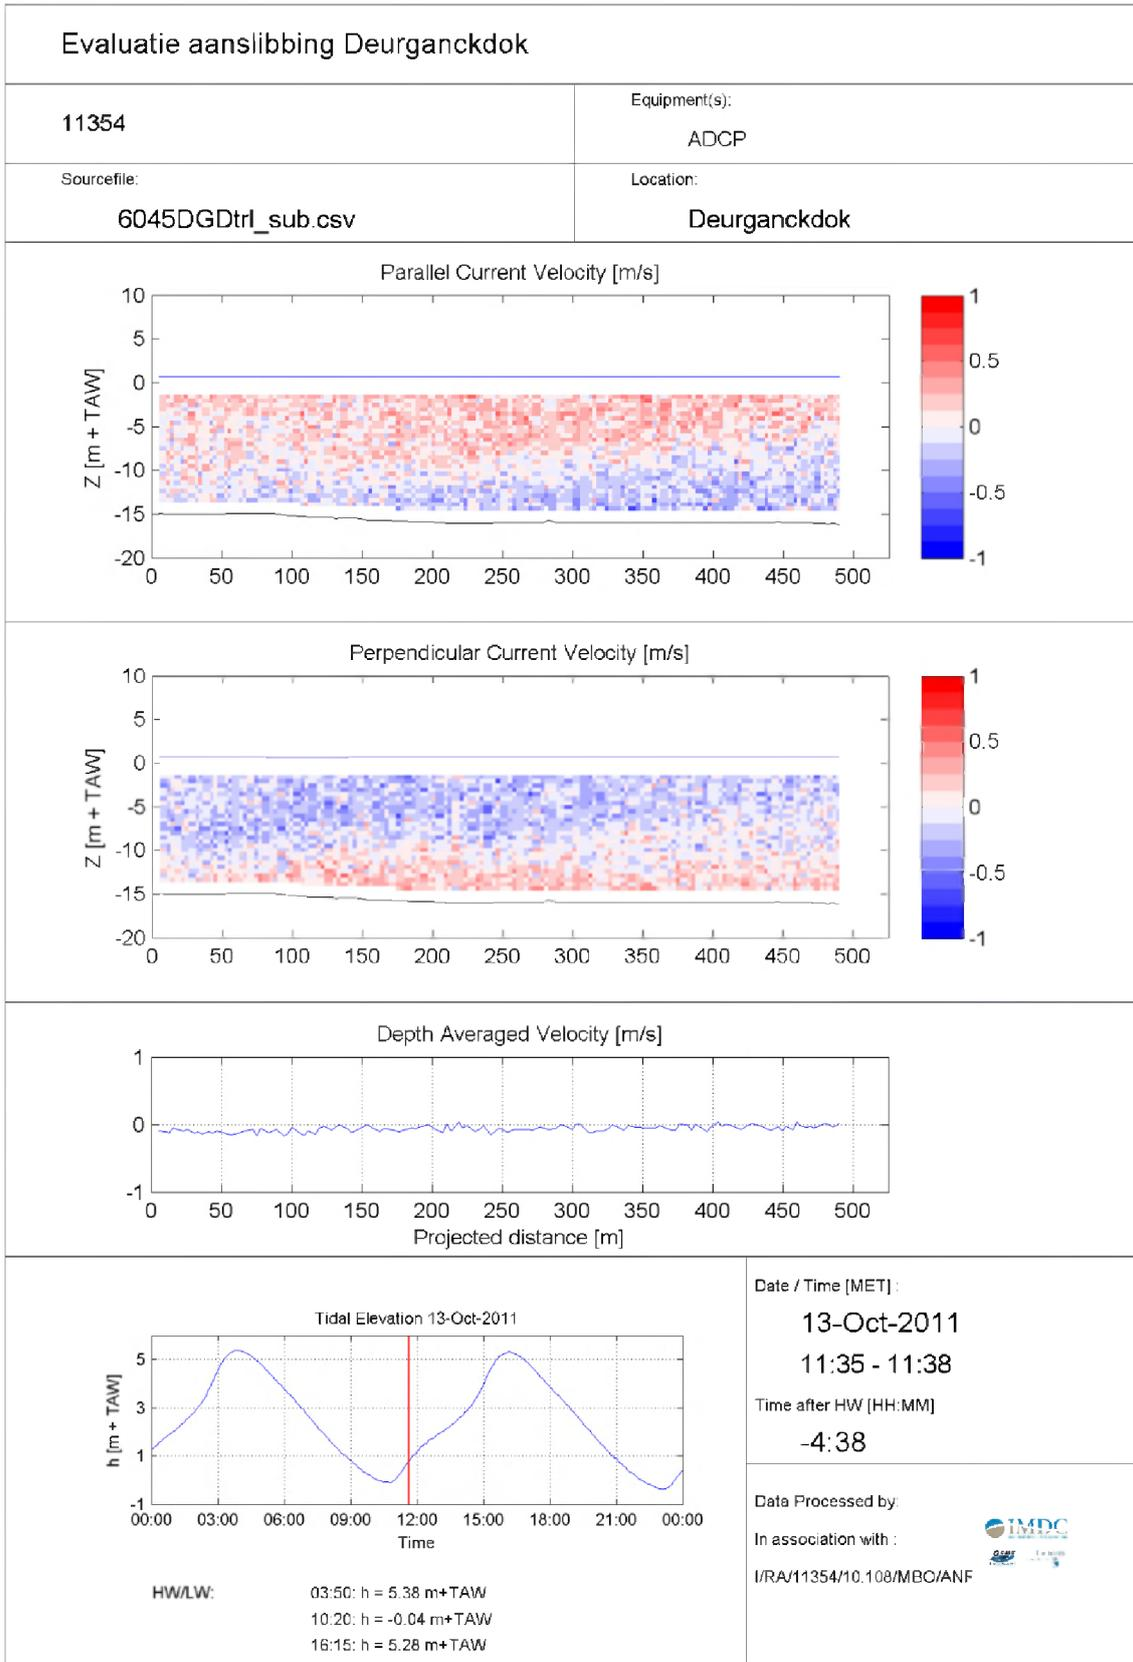 Evaluatie aanslibbing Deurganckdok
11354
Equipment(s):
ADCP
Sourcefile:
6045DGDtrl_sub.csv
Location:
Deurganckdok
Parallel Current Velocity [m/s]
10
5
0
-5
-10
-15
-20
Z [m + TAW]
0 50 100 150 200 250 300 350 400 450 500
1
0.5
0
-0.5
-1
Perpendicular Current Velocity [m/s]
10
5
0
-5
-10
-15
-20
Z [m + TAW]
0 50 100 150 200 250 300 350 400 450 500
1
0.5
0
-0.5
-1
Depth Averaged Velocity [m/s]
1
0
-1
0 50 100 150 200 250 300 350 400 450 500
Projected distance [m]
Tidal Elevation 13-Oct-2011
5
3
1
-1
h [m + TAW]
00:00 03:00 06:00 09:00 12:00 15:00 18:00 21:00 00:00
Time
HW/LW:
03:50: h = 5.38 m+TAW
10:20: h = -0.04 m+TAW
16:15: h = 5.28 m+TAW
Date / Time [MET] :
13-Oct-2011
11:35 - 11:38
Time after HW [HH:MM]
-4:38
Data Processed by:
IMDC
In association with :
I/RA/11354/10.108/MBO/ANF